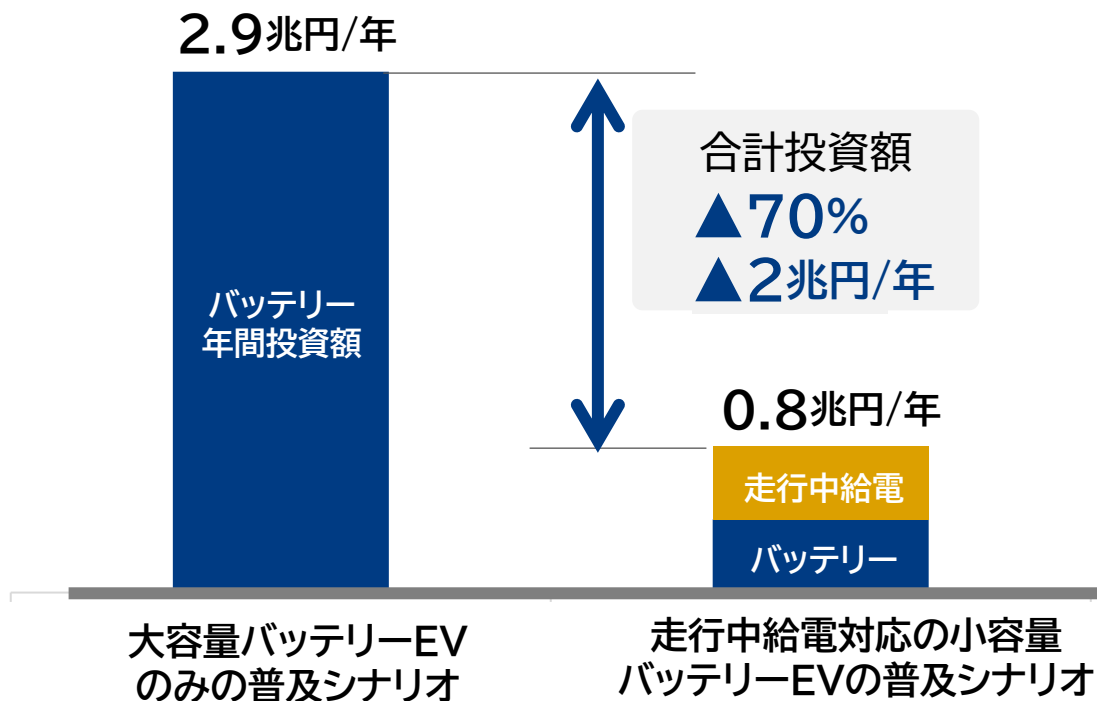 2.9兆円/年
バッテリー
年間投資額
合計投資額
▲70%
▲2兆円/年
0.8兆円/年
走行中給電
バッテリー
大容量バッテリーEV
のみの普及シナリオ
走行中給電対応の小容量
バッテリーEVの普及シナリオ